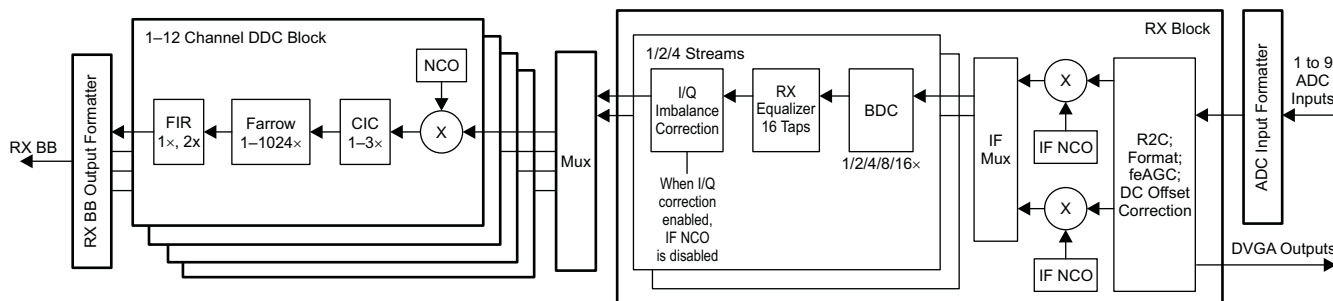 RX BB
RX BB Output Formatter
1–12 Channel DDC Block
NCO
X
FIR
1×, 2x
Farrow
1–1024×
CIC
1–3×
Mux
RX Block
1/2/4 Streams
I/Q
Imbalance
Correction
RX
Equalizer
16 Taps
BDC
1/2/4/8/16×
When I/Q
correction
enabled,
IF NCO
is disabled
IF
Mux
X
IF NCO
X
IF NCO
R2C;
Format;
feAGC;
DC Offset
Correction
ADC Input Formatter
1 to 9
ADC
Inputs
DVGA Outputs